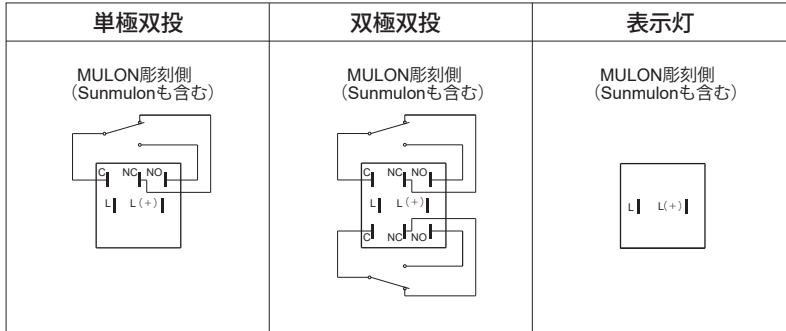 単極双投
双極双投
表示灯
MULON彫刻側
（Sunmulonも含む）
C NC NO
L L（+）
MULON彫刻側
（Sunmulonも含む）
C NC NO
L L（+）
C NC NO
MULON彫刻側
（Sunmulonも含む）
L L(+)